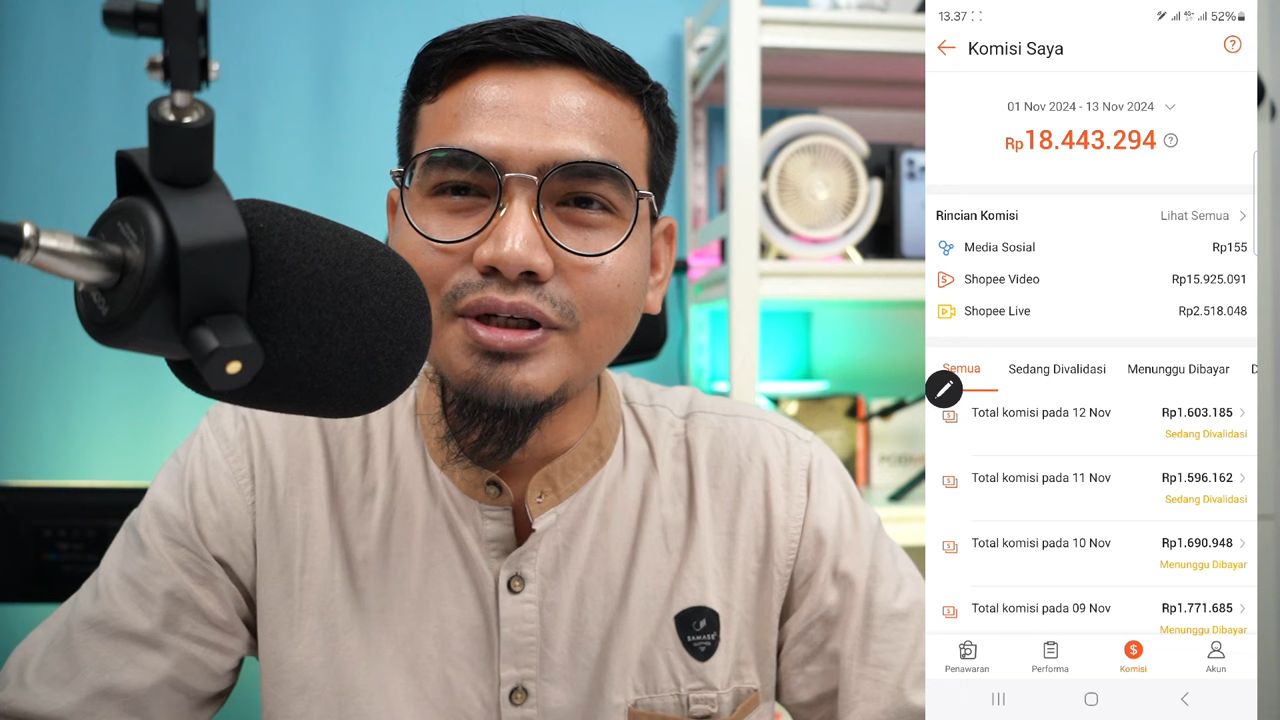 13.37
4G
52%
Komisi Saya
?
01 Nov 2024 - 13 Nov 2024
Rp18.443.294
?
Rincian Komisi
Lihat Semua
Media Sosial
Rp155
Shopee Video
Rp15.925.091
Shopee Live
Rp2.518.048
Semua
Sedang Divalidasi
Menunggu Dibayar
D
Total komisi pada 12 Nov
Rp1.603.185
Sedang Divalidasi
Total komisi pada 11 Nov
Rp1.596.162
Sedang Divalidasi
Total komisi pada 10 Nov
Rp1.690.948
Menunggu Dibayar
Total komisi pada 09 Nov
Rp1.771.685
Menunggu Dibayar
Penawaran
Performa
$
Komisi
Akun
SAMASE